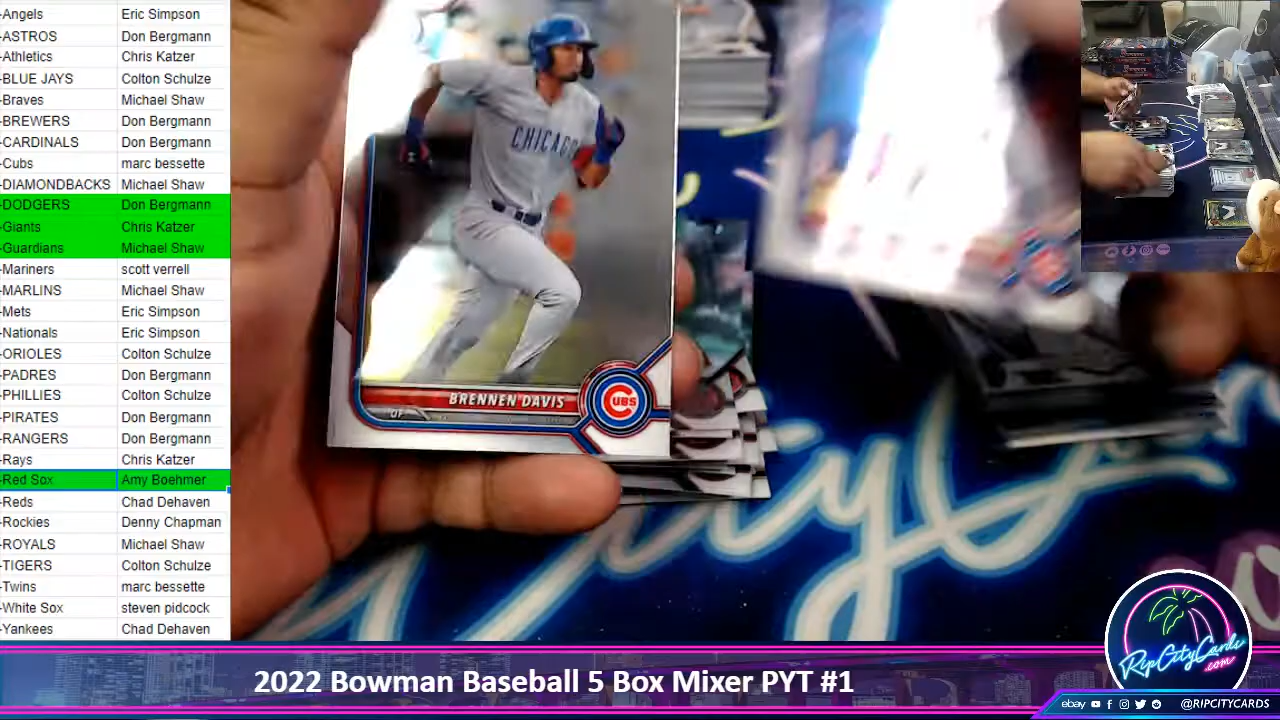 -Angels Eric Simpson
-ASTROS Don Bergmann
-Athletics Chris Katzer
-BLUE JAYS Colton Schulze
-Braves Michael Shaw
-BREWERS Don Bergmann
-CARDINALS Don Bergmann
-Cubs marc bessette
-DIAMONDBACKS Michael Shaw
-DODGERS Don Bergmann
-Giants Chris Katzer
-Guardians Michael Shaw
-Mariners scott verrell
-MARLINS Michael Shaw
-Mets Eric Simpson
-Nationals Eric Simpson
-ORIOLES Colton Schulze
-PADRES Don Bergmann
-PHILLIES Colton Schulze
-PIRATES Don Bergmann
-RANGERS Don Bergmann
-Rays Chris Katzer
-Red Sox Amy Boehmer
-Reds Chad Dehaven
-Rockies Denny Chapman
-ROYALS Michael Shaw
-TIGERS Colton Schulze
-Twins marc bessette
-White Sox steven pidcock
-Yankees Chad Dehaven
CHICAGO
BRENNEN DAVIS
OF
CUBS
2022 Bowman Baseball 5 Box Mixer PYT #1
RipCityCards
.com
ebay @RIPCITYCARDS